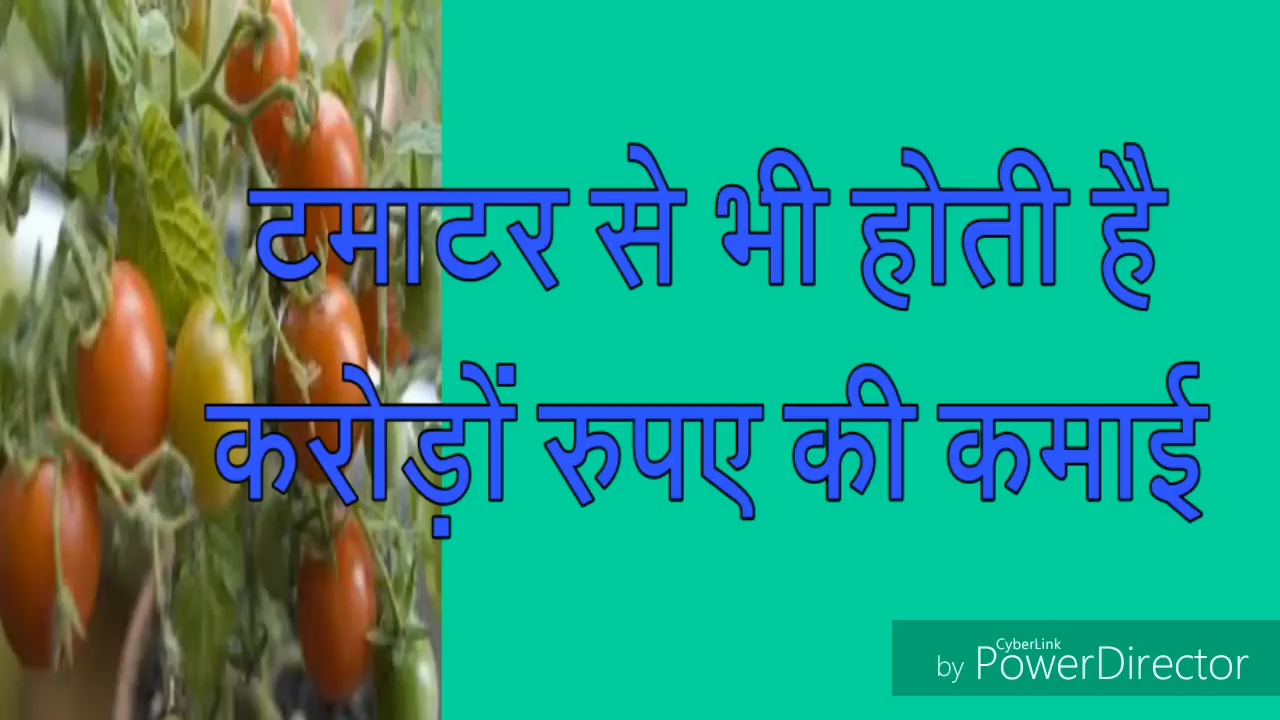 टमाटर से भी होती है
करोड़ों रुपए की कमाई
CyberLink
by PowerDirector